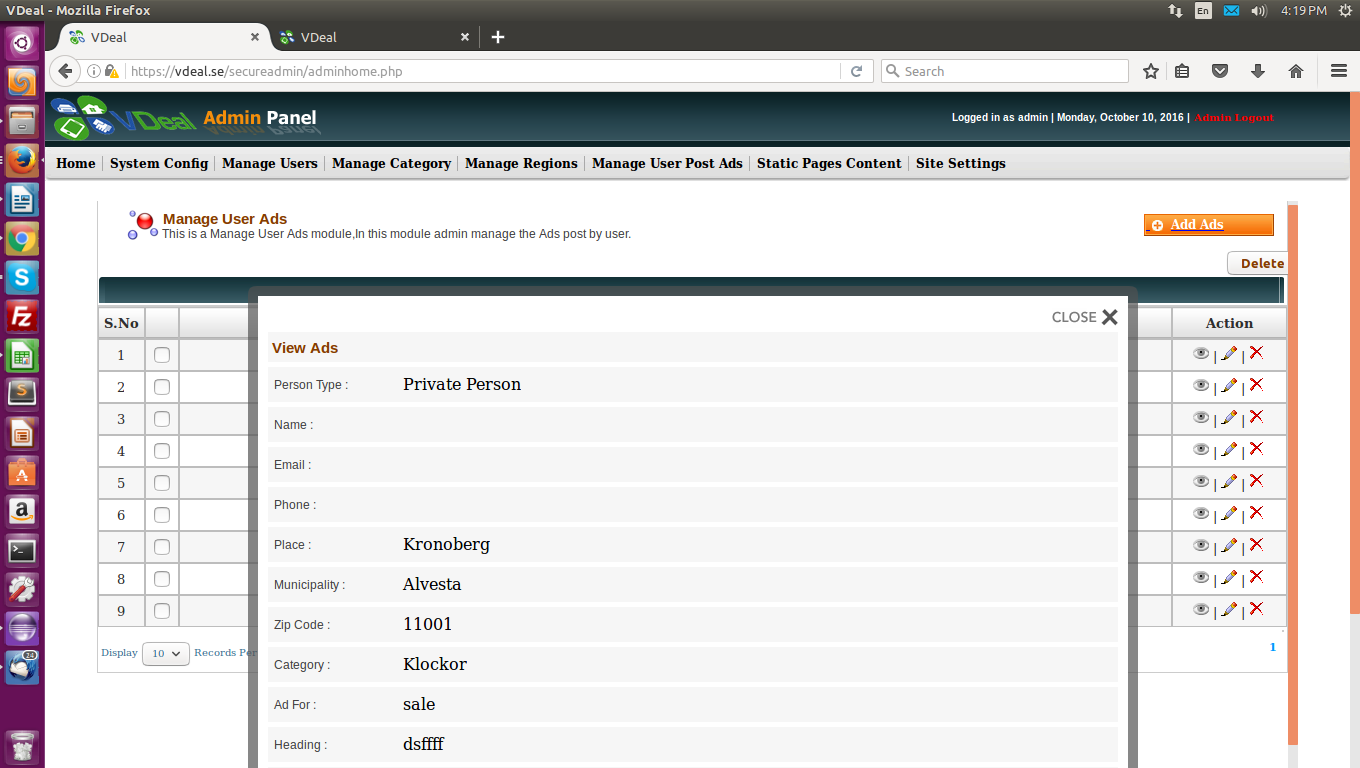 VDeal - Mozilla Firefox
En
4:19 PM
VDeal
VDeal
https://vdeal.se/secureadmin/adminhome.php
Search
VDeal Admin Panel
Logged in as admin | Monday, October 10, 2016 | Admin Logout
Home
System Config
Manage Users
Manage Category
Manage Regions
Manage User Post Ads
Static Pages Content
Site Settings
Manage User Ads
This is a Manage User Ads module,In this module admin manage the Ads post by user.
Add Ads
Delete
S.No
Action
1
2
3
4
5
6
7
8
9
CLOSE
View Ads
Person Type : Private Person
Name :
Email :
Phone :
Place : Kronoberg
Municipality : Alvesta
Zip Code : 11001
Category : Klockor
Ad For : sale
Heading : dsffff
Display 10 Records Per
1